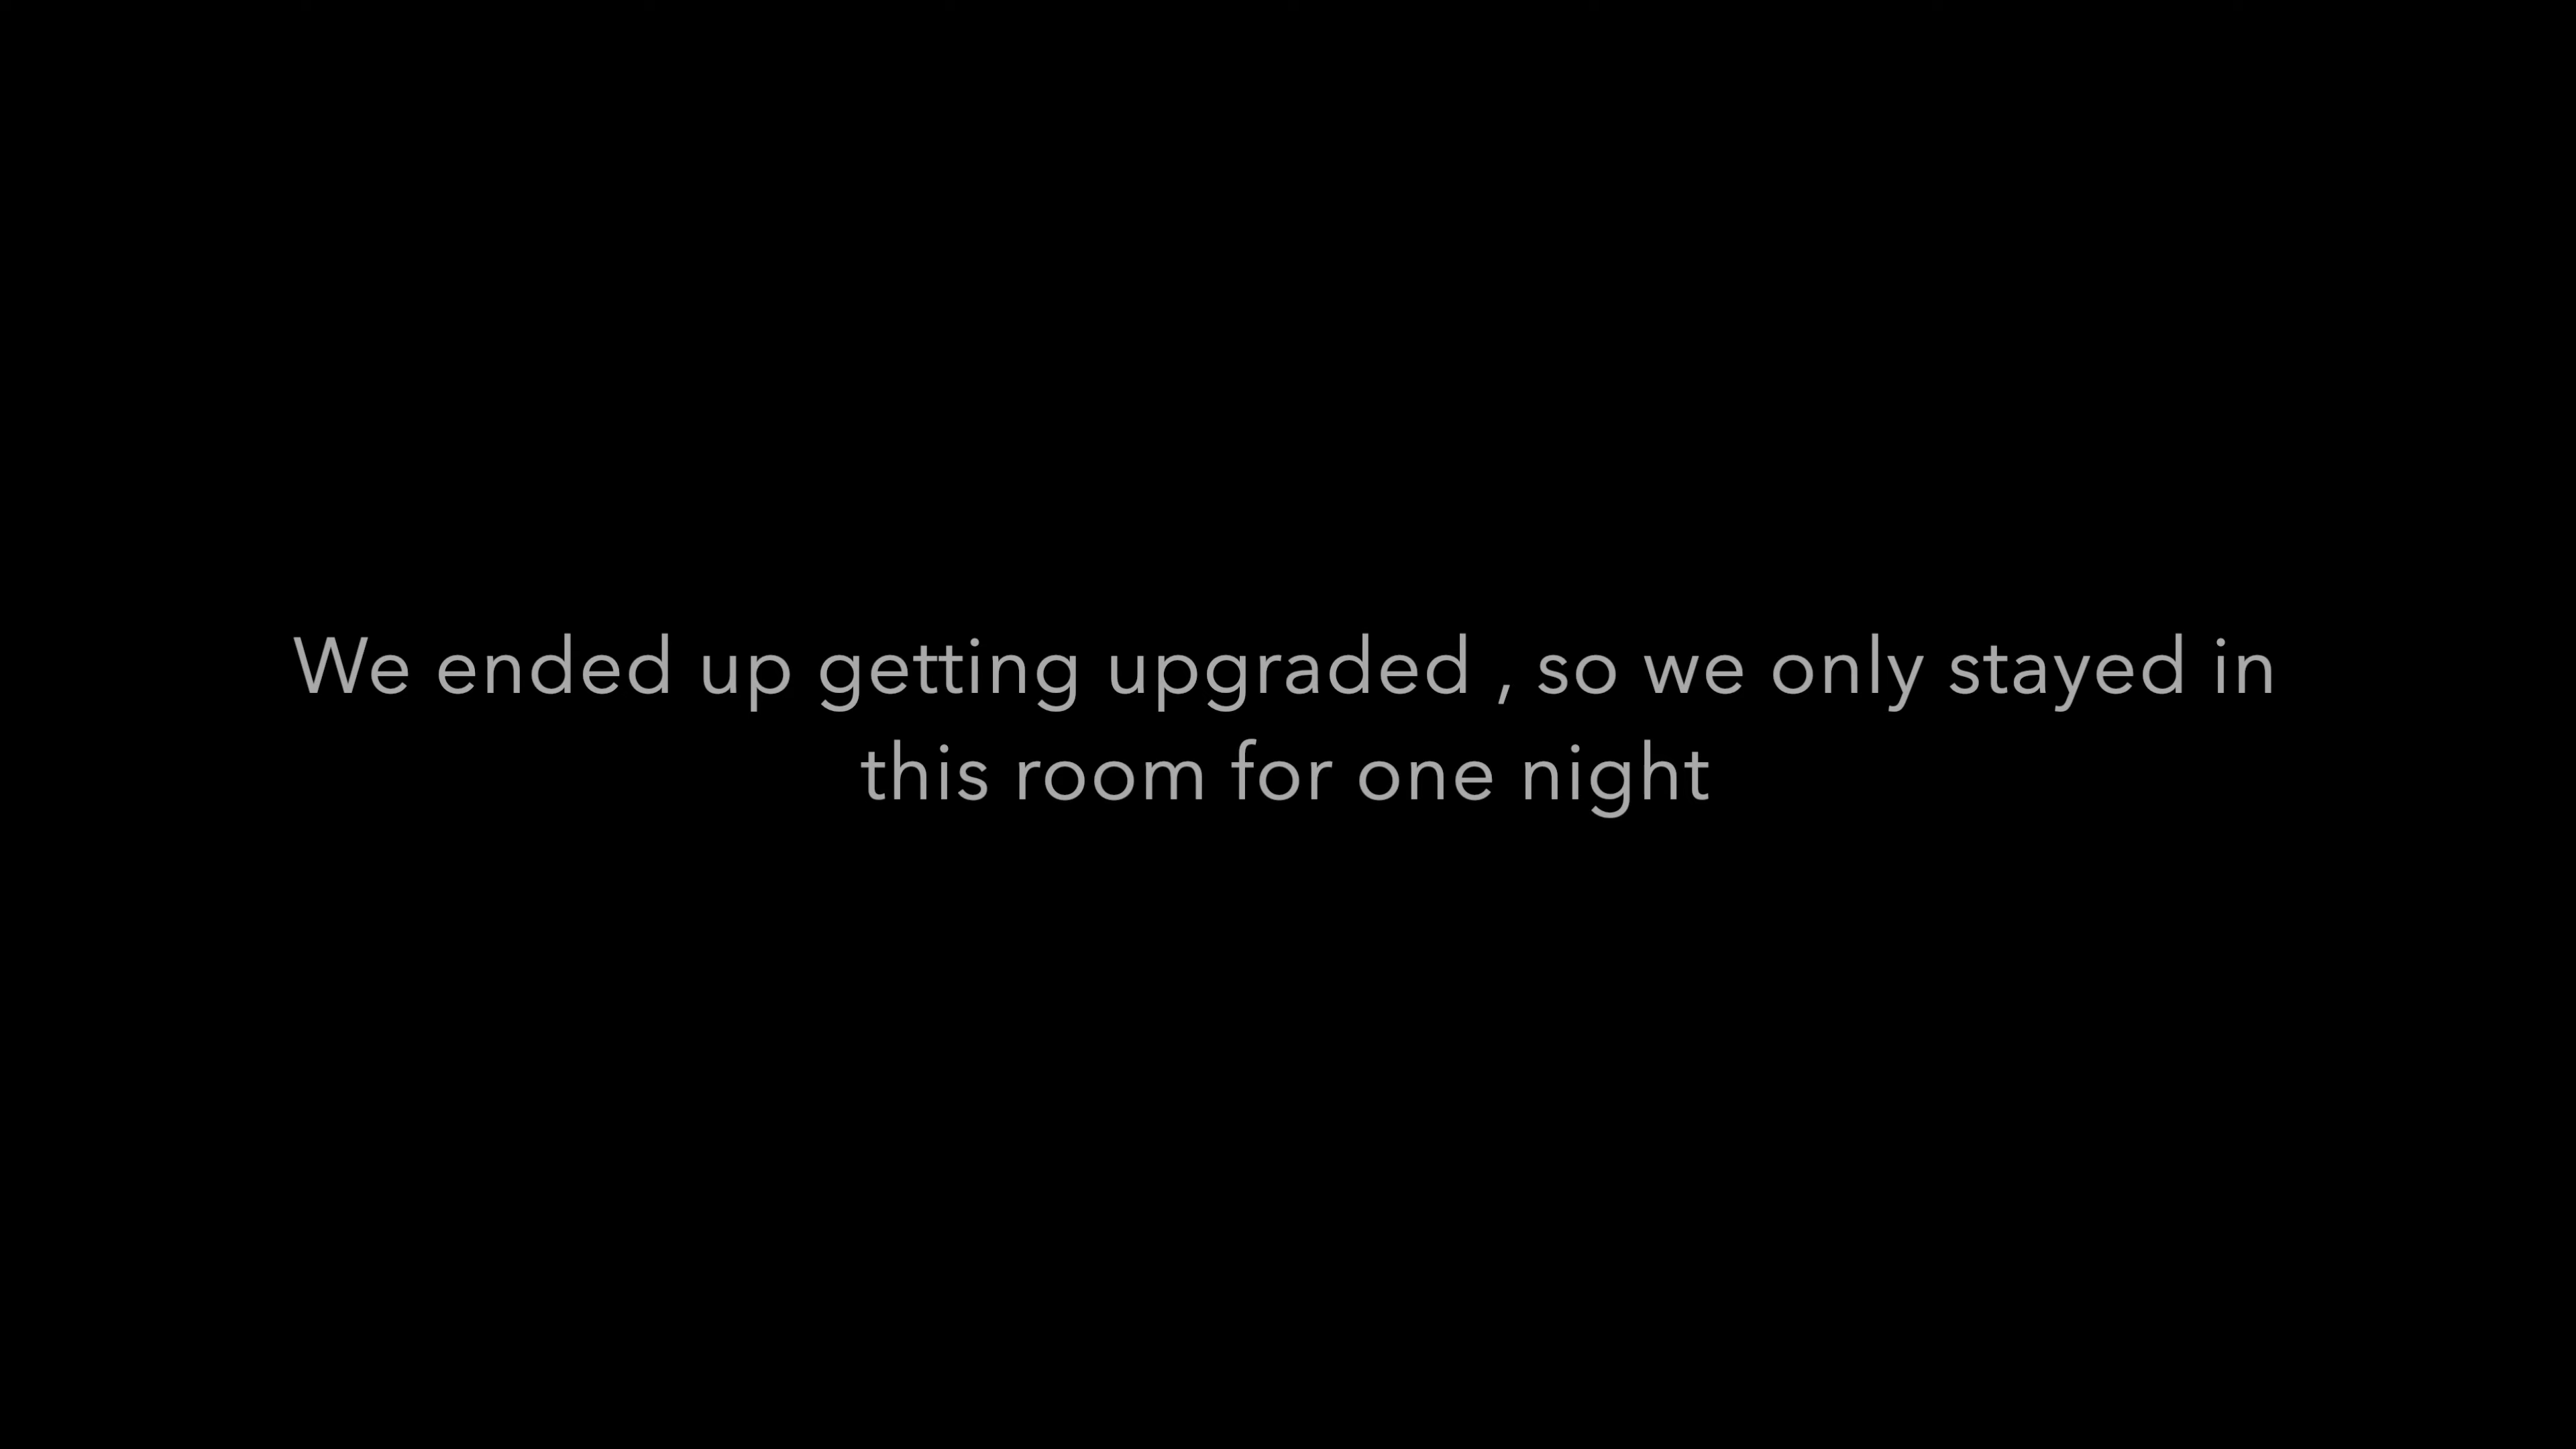 We ended up getting upgraded , so we only stayed in
this room for one night